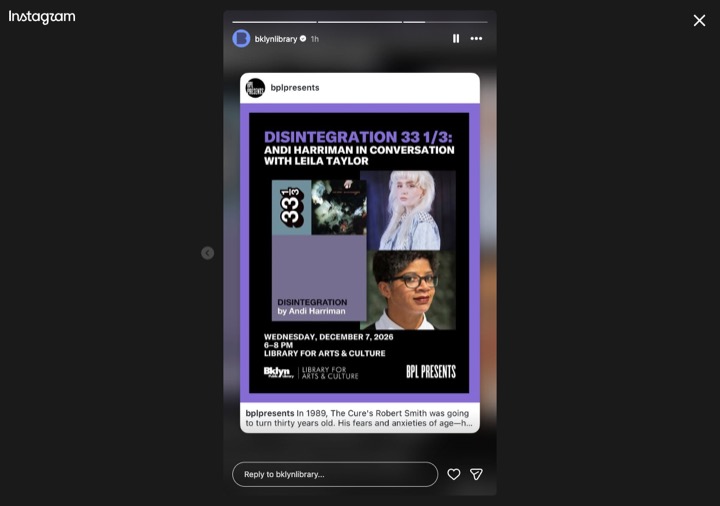 Instagram
bklynlibrary 1h
BPL PRESENTS
bplpresents
DISINTEGRATION 33 1/3:
ANDI HARRIMAN IN CONVERSATION
WITH LEILA TAYLOR
33 1/3
DISINTEGRATION
by Andi Harriman
WEDNESDAY, DECEMBER 7, 2026
6–8 PM
LIBRARY FOR ARTS & CULTURE
Bklyn Public Library
LIBRARY FOR
ARTS & CULTURE
BPL PRESENTS
bplpresents In 1989, The Cure's Robert Smith was going
to turn thirty years old. His fears and anxieties of age—h...
Reply to bklynlibrary...